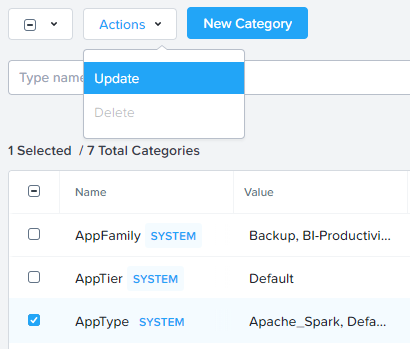 Actions New Category
Update
Type name
Delete
1 Selected / 7 Total Categories
Name Value
AppFamily SYSTEM Backup, BI-Productivi...
AppTier SYSTEM Default
AppType SYSTEM Apache_Spark, Defa...